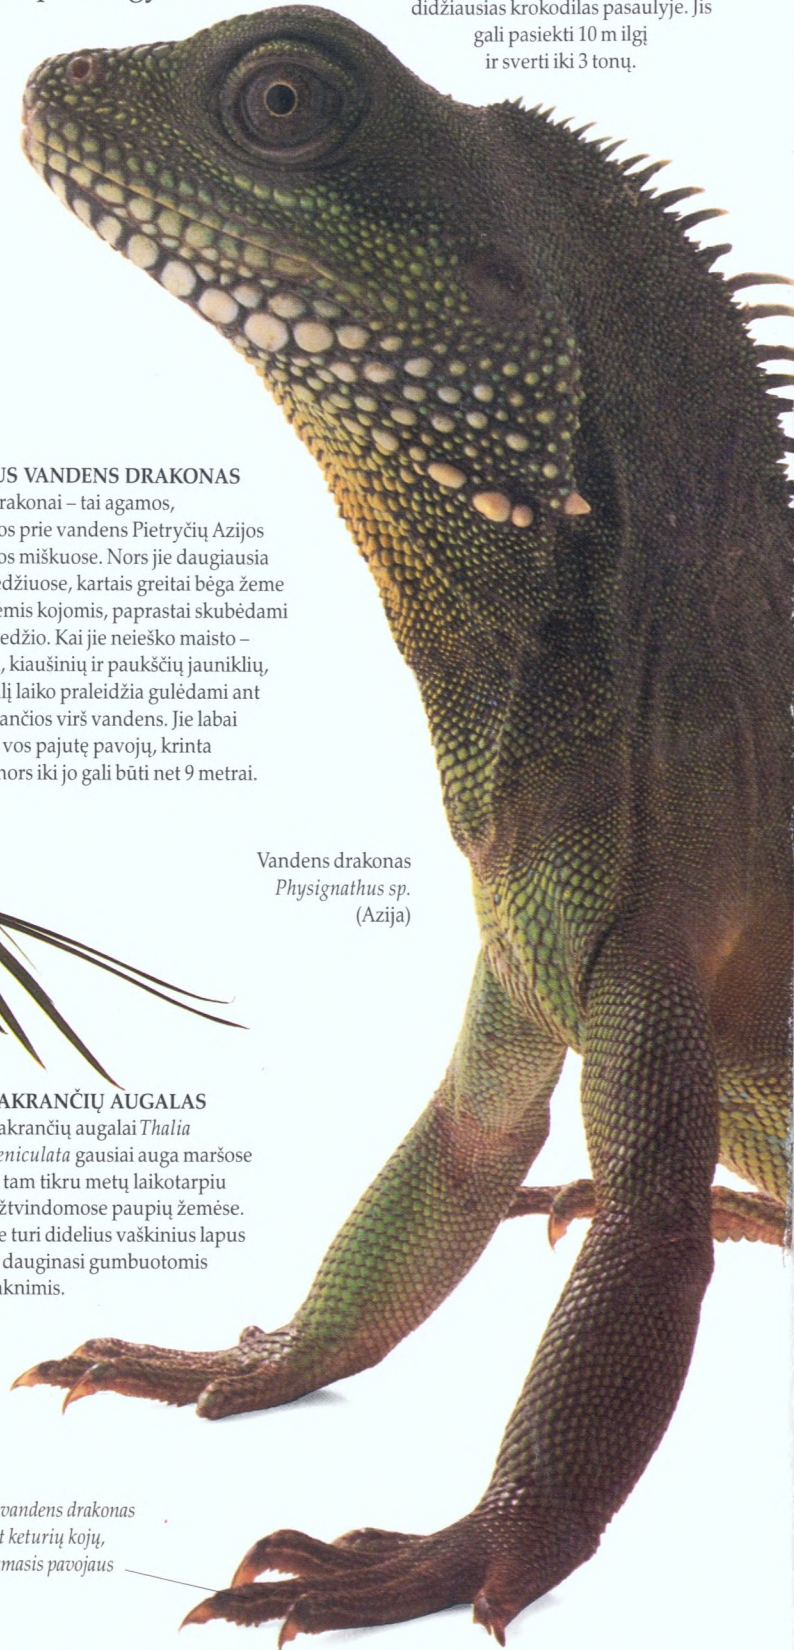 didžiausias krokodilas pasaulyje. Jis
gali pasiekti 10 m ilgį
ir sverti iki 3 tonų.
US VANDENS DRAKONAS
rakonai – tai agamos,
os prie vandens Pietryčių Azijos
os miškuose. Nors jie daugiausia
edžiuose, kartais greitai bėga žeme
emis kojomis, paprastai skubėdami
edžio. Kai jie neieško maisto –
, kiaušinių ir paukščių jauniklių,
lį laiko praleidžia gulėdami ant
ančios virš vandens. Jie labai
vos pajutę pavojų, krinta
nors iki jo gali būti net 9 metrai.
Vandens drakonas
Physignathus sp.
(Azija)
AKRANČIŲ AUGALAS
akrančių augalai Thalia
eniculata gausiai auga maršose
tam tikru metų laikotarpiu
žtvindomose paupių žemėse.
e turi didelius vaškinius lapus
dauginasi gumbuotomis
aknimis.
vandens drakonas
t keturių kojų,
masis pavojaus